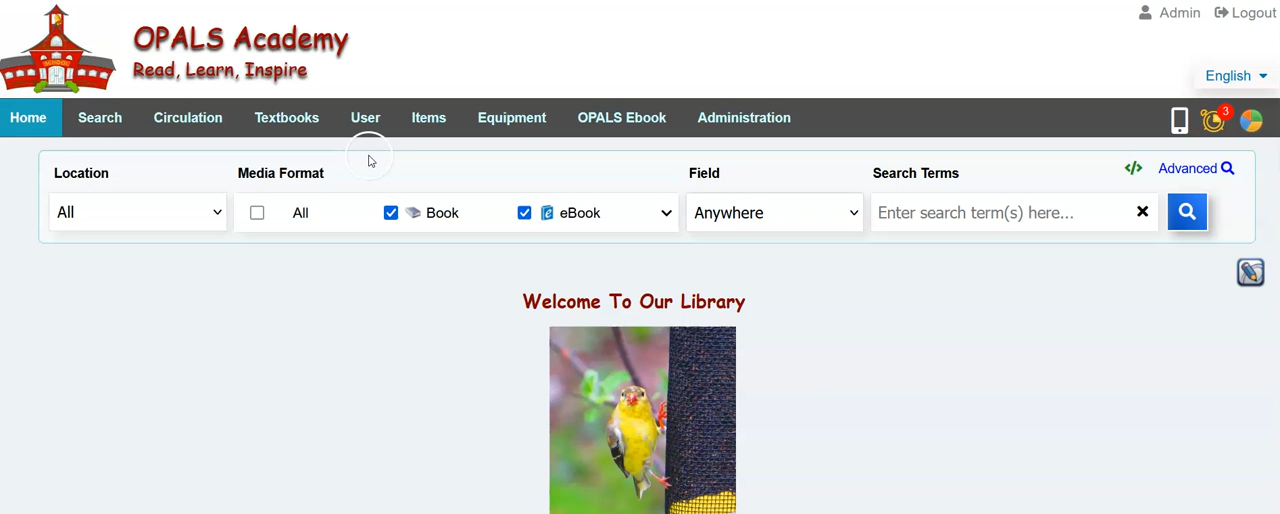 Admin Logout
OPALS Academy
Read, Learn, Inspire
English
Home Search Circulation Textbooks User Items Equipment OPALS Ebook Administration
3
Location Media Format Field Search Terms </> Advanced
All All Book eBook Anywhere Enter search term(s) here...
Welcome To Our Library